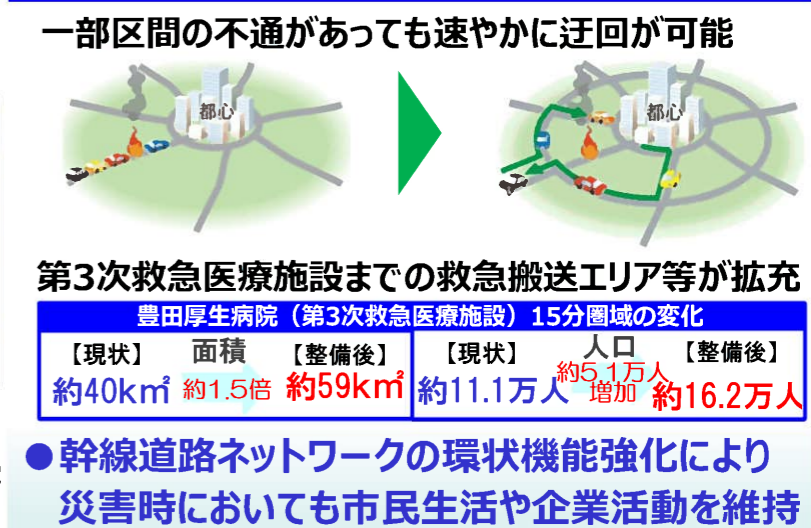 一部区間の不通があっても速やかに迂回が可能
都心
都心
第3次救急医療施設までの救急搬送エリア等が拡充
豊田厚生病院（第3次救急医療施設）15分圏域の変化
【現状】 面積 【整備後】
約40k㎡ 約1.5倍 約59k㎡
【現状】 人口 【整備後】
約11.1万人 約5.1万人増加 約16.2万人
●幹線道路ネットワークの環状機能強化により
災害時においても市民生活や企業活動を維持